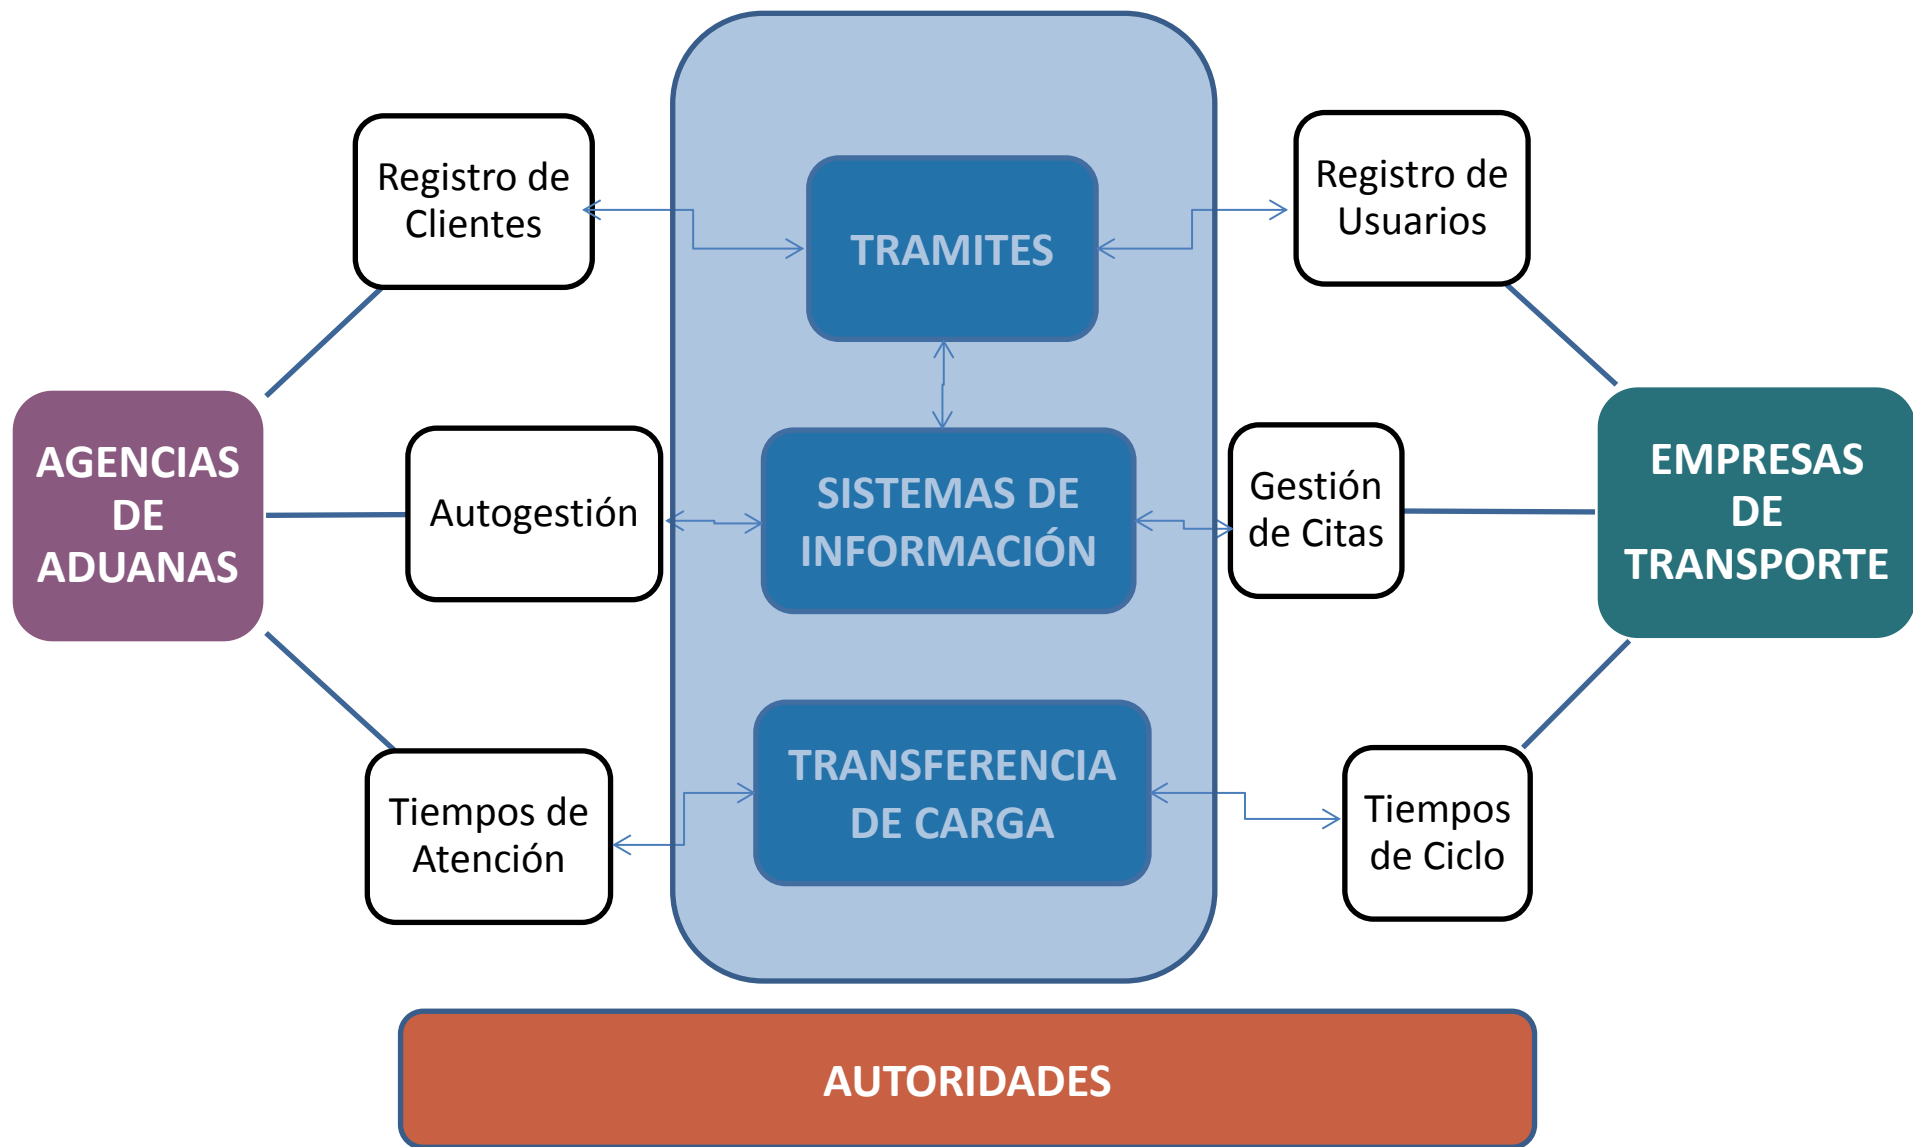 Registro de
Clientes
TRAMITES
Registro de
Usuarios
AGENCIAS
DE
ADUANAS
Autogestión
SISTEMAS DE
INFORMACIÓN
Gestión
de Citas
EMPRESAS
DE
TRANSPORTE
Tiempos de
Atención
TRANSFERENCIA
DE CARGA
Tiempos
de Ciclo
AUTORIDADES